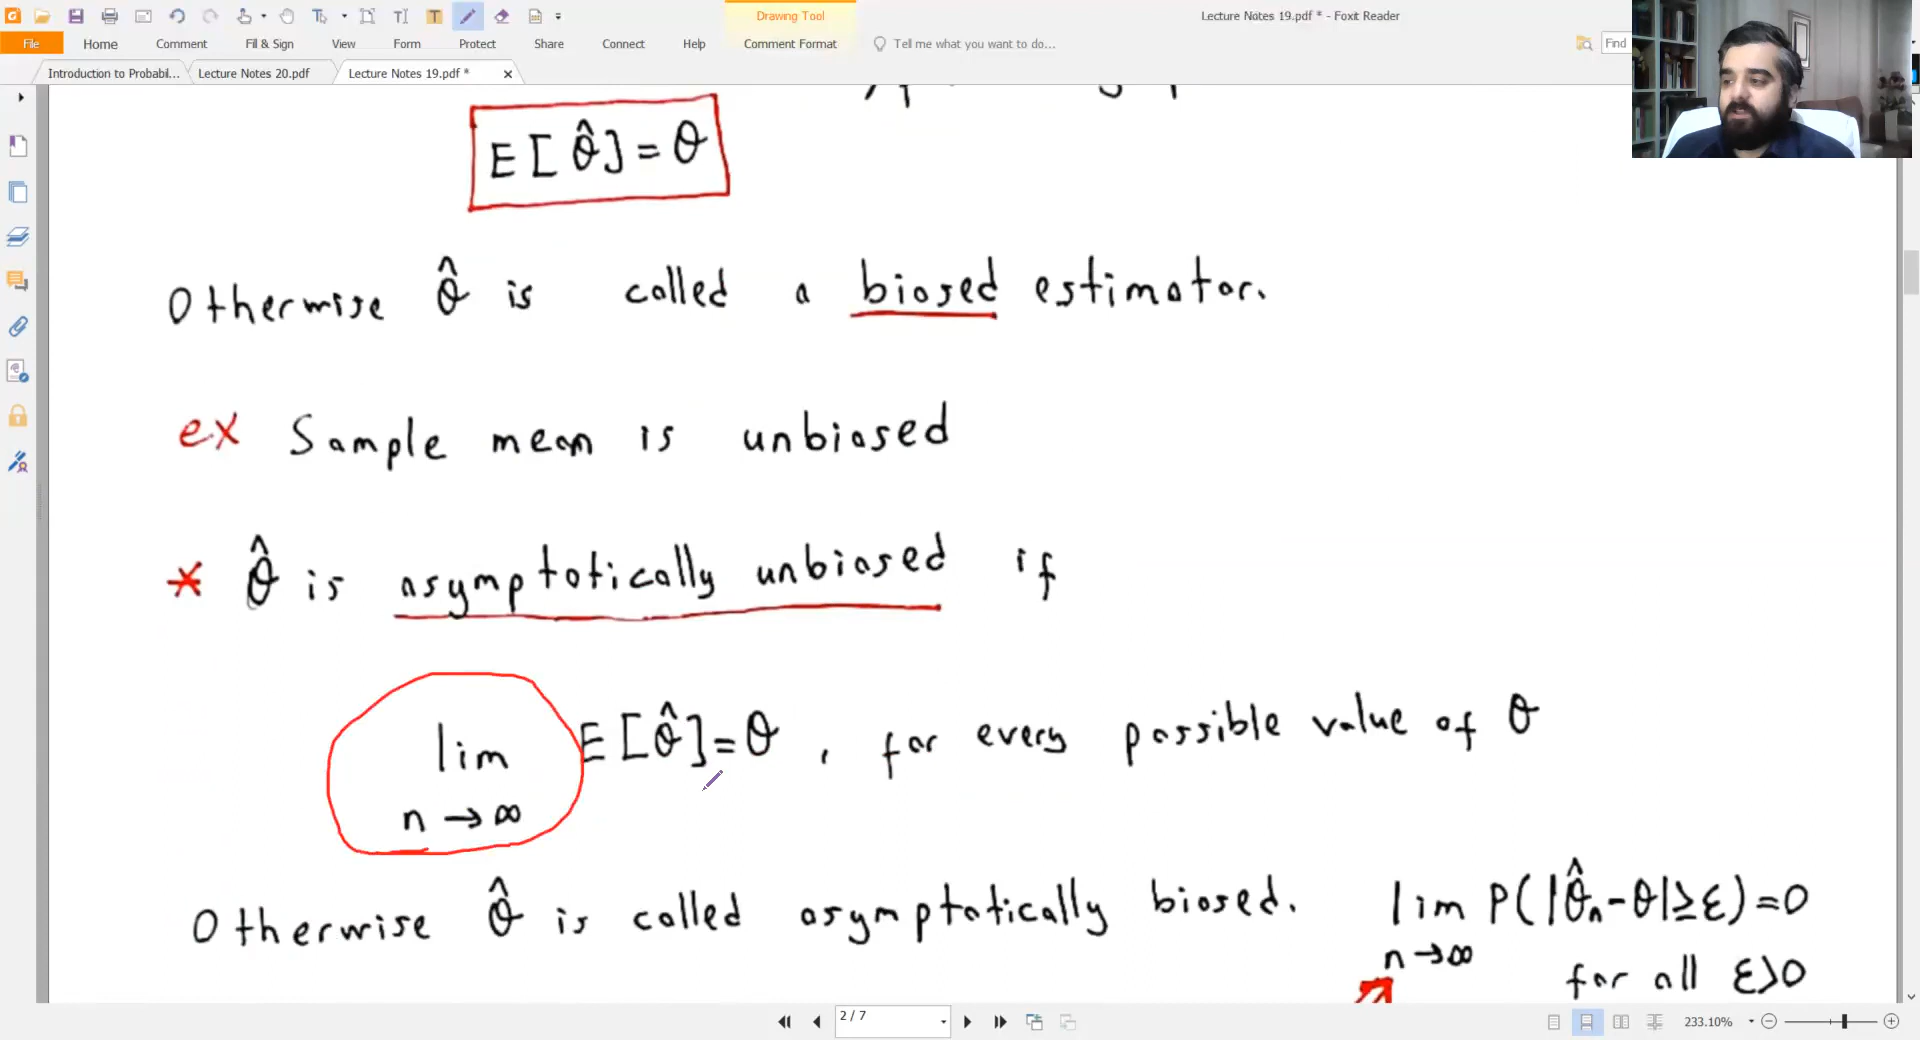 Drawing Tool
Lecture Notes 19.pdf * - Foxit Reader
File Home Comment Fill & Sign View Form Protect Share Connect Help Comment Format Tell me what you want to do... Find
Introduction to Probabil... Lecture Notes 20.pdf Lecture Notes 19.pdf *
E[θ̂] = θ
Otherwise θ̂ is called a biased estimator.
ex Sample mean is unbiased
* θ̂ is asymptotically unbiased if
lim E[θ̂] = θ, for every possible value of θ
n → ∞
Otherwise θ̂ is called asymptotically biased.
lim P(|θ̂n - θ| ≥ ε) = 0
n → ∞ for all ε > 0
2 / 7
233.10%